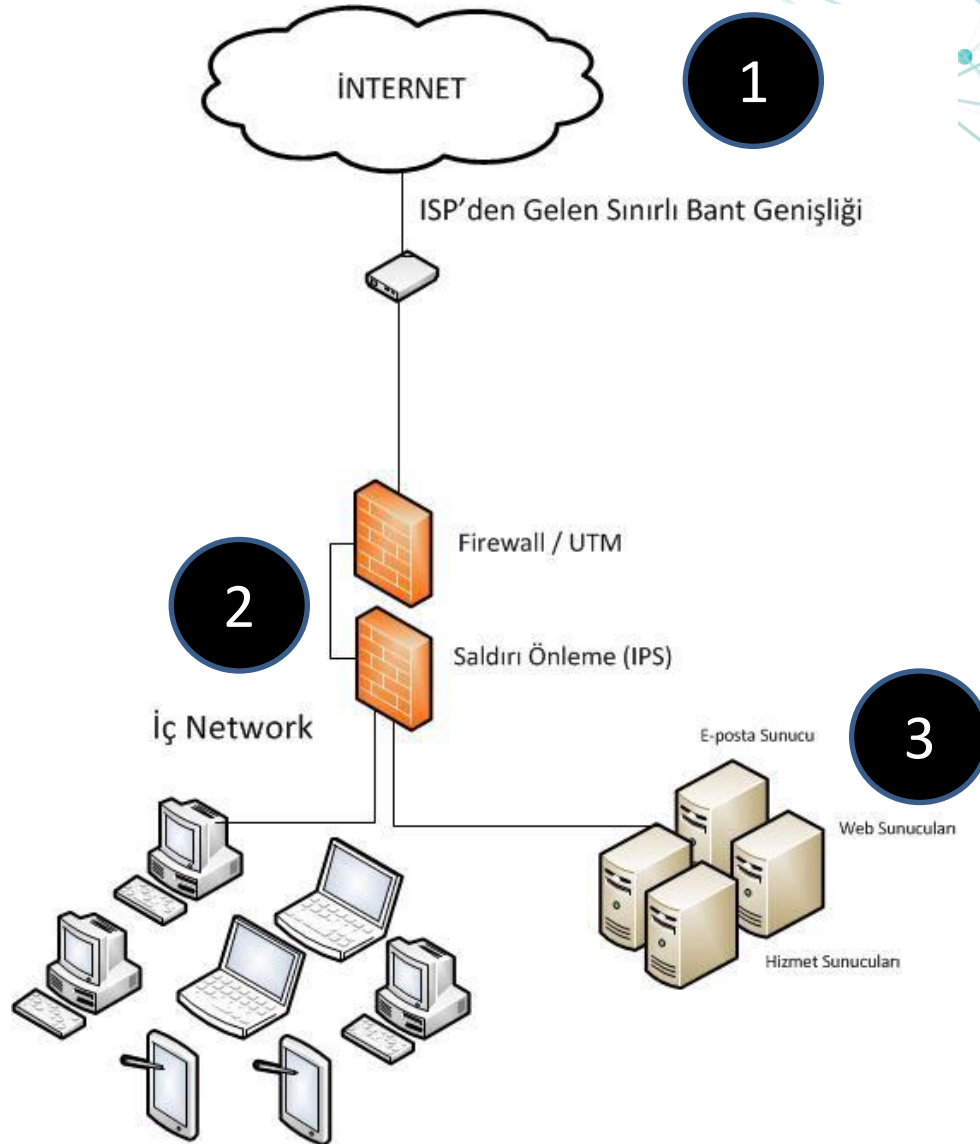 İNTERNET
1
ISP’den Gelen Sınırlı Bant Genişliği
Firewall / UTM
2
Saldırı Önleme (IPS)
İç Network
E-posta Sunucu
3
Web Sunucuları
Hizmet Sunucuları